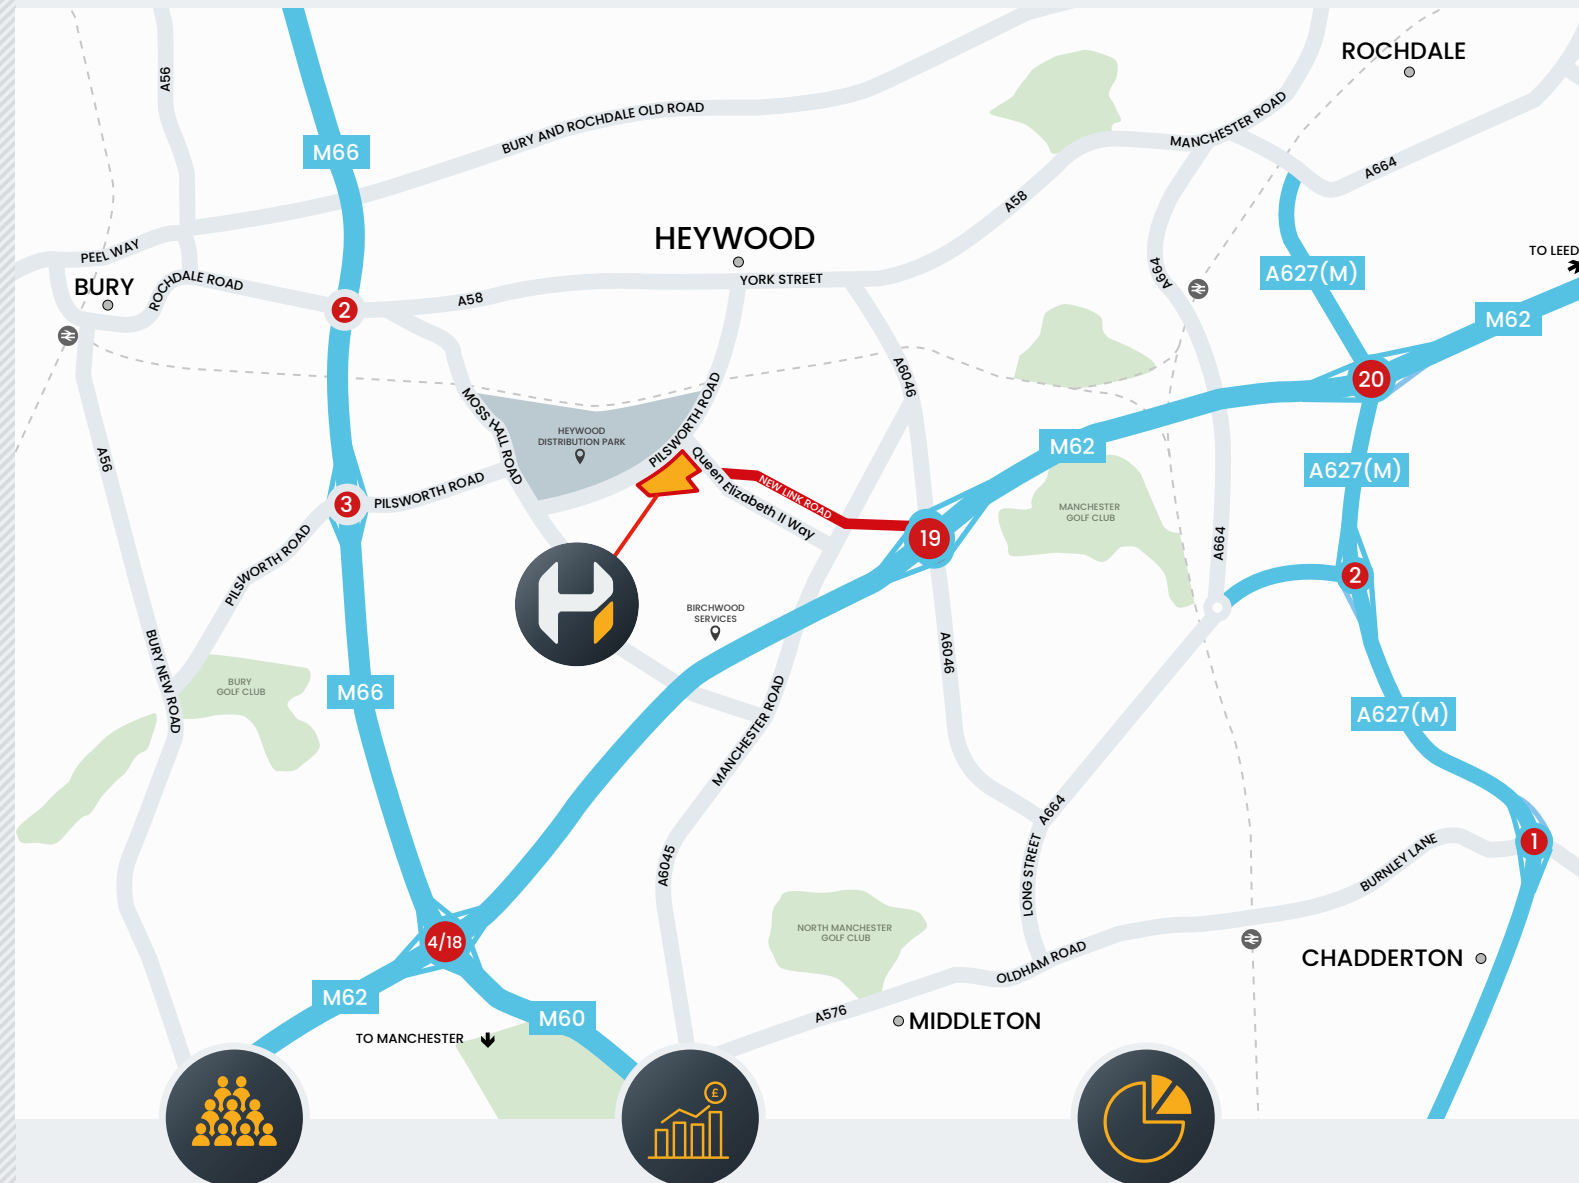 ROCHDALE
A56
BURY AND ROCHDALE OLD ROAD
MANCHESTER ROAD
M66
A664
A58
HEYWOOD
PEEL WAY
TO LEED
A664
A627(M)
BURY
ROCHDALE ROAD
YORK STREET
A58
2
M62
A6046
20
MOSS HALL ROAD
PILSWORTH ROAD
HEYWOOD
DISTRIBUTION PARK
M62
A56
A627(M)
Queen Elizabeth II Way
NEW LINK ROAD
3
PILSWORTH ROAD
MANCHESTER
GOLF CLUB
19
A664
PILSWORTH ROAD
2
BIRCHWOOD
SERVICES
A6046
BURY NEW ROAD
BURY
GOLF CLUB
M66
A627(M)
MANCHESTER ROAD
A664
1
A6045
LONG STREET
BURNLEY LANE
NORTH MANCHESTER
GOLF CLUB
4/18
OLDHAM ROAD
CHADDERTON
M62
M60
A576
MIDDLETON
TO MANCHESTER
£